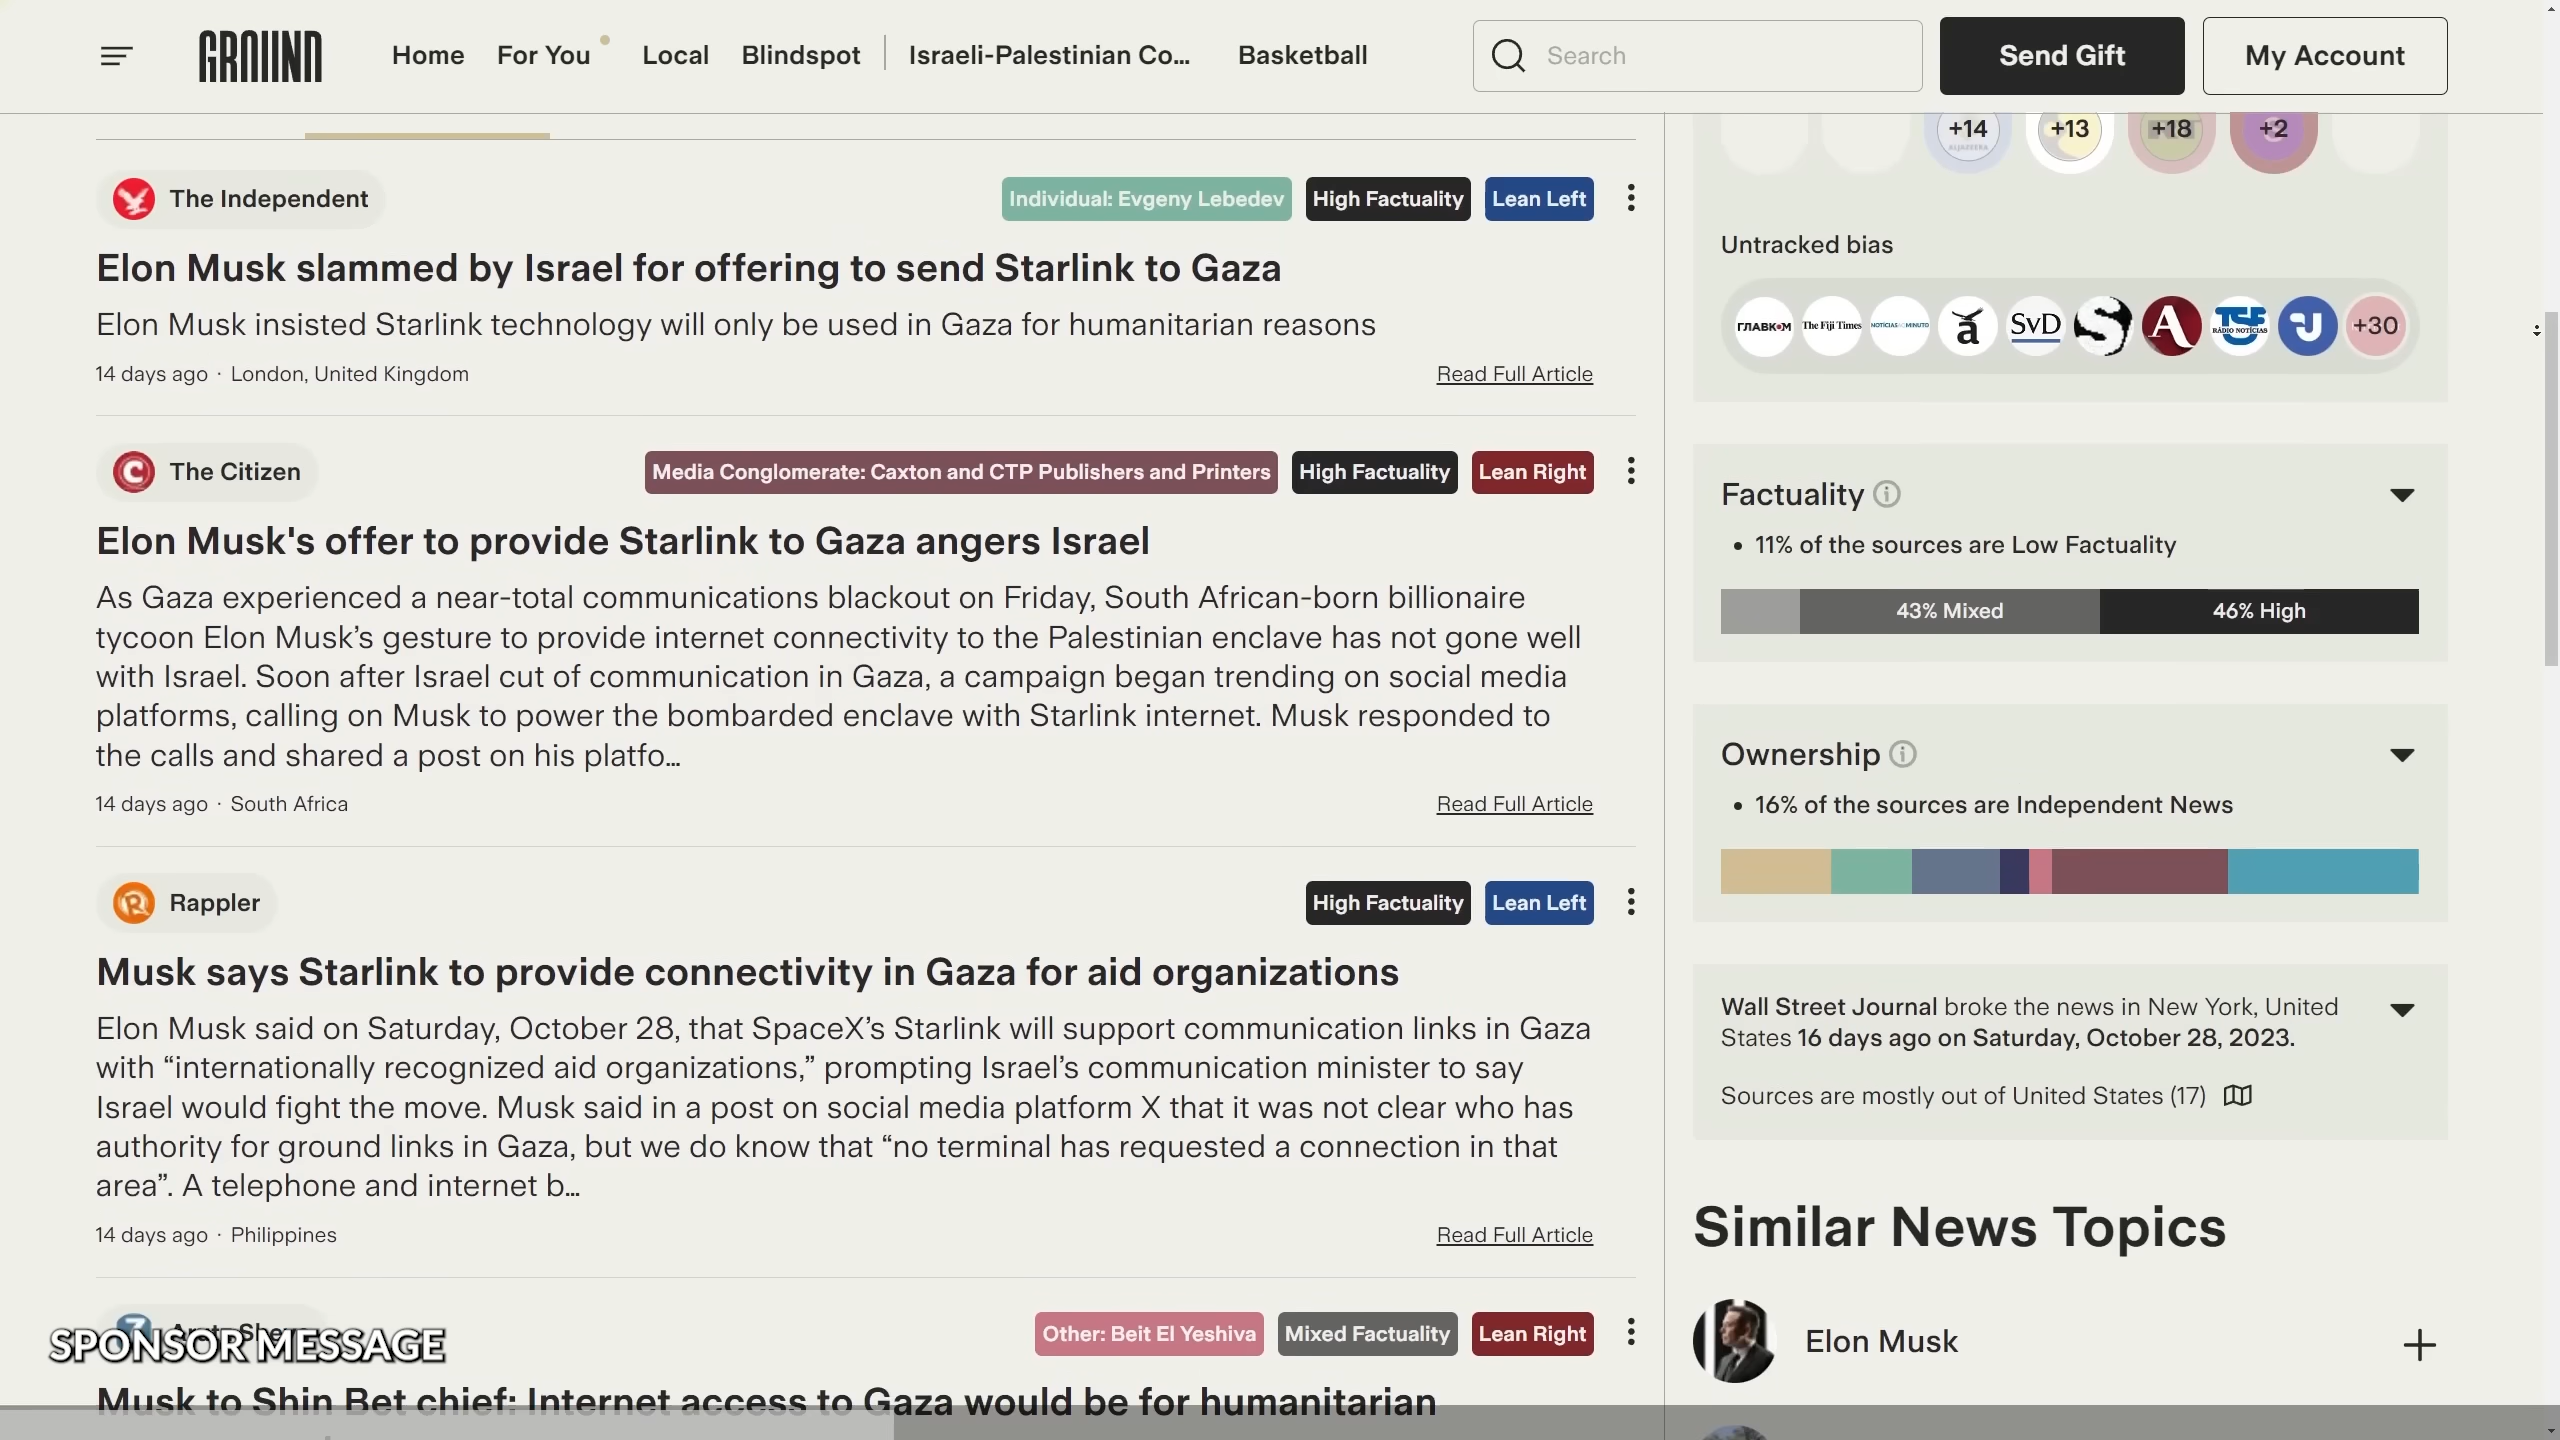 GROUND
Home
For You
Local
Blindspot
Israeli-Palestinian Co...
Basketball
Search
Send Gift
My Account
The Independent
Individual: Evgeny Lebedev
High Factuality
Lean Left
Elon Musk slammed by Israel for offering to send Starlink to Gaza
Elon Musk insisted Starlink technology will only be used in Gaza for humanitarian reasons
14 days ago · London, United Kingdom
Read Full Article
The Citizen
Media Conglomerate: Caxton and CTP Publishers and Printers
High Factuality
Lean Right
Elon Musk's offer to provide Starlink to Gaza angers Israel
As Gaza experienced a near-total communications blackout on Friday, South African-born billionaire
tycoon Elon Musk’s gesture to provide internet connectivity to the Palestinian enclave has not gone well
with Israel. Soon after Israel cut of communication in Gaza, a campaign began trending on social media
platforms, calling on Musk to power the bombarded enclave with Starlink internet. Musk responded to
the calls and shared a post on his platfo...
14 days ago · South Africa
Read Full Article
Rappler
High Factuality
Lean Left
Musk says Starlink to provide connectivity in Gaza for aid organizations
Elon Musk said on Saturday, October 28, that SpaceX’s Starlink will support communication links in Gaza
with “internationally recognized aid organizations,” prompting Israel’s communication minister to say
Israel would fight the move. Musk said in a post on social media platform X that it was not clear who has
authority for ground links in Gaza, but we do know that “no terminal has requested a connection in that
area”. A telephone and internet b...
14 days ago · Philippines
Read Full Article
SPONSOR MESSAGE
Other: Beit El Yeshiva
Mixed Factuality
Lean Right
Musk to Shin Bet chief: Internet access to Gaza would be for humanitarian
+14
+13
+18
+2
ALJAZEERA
Untracked bias
ГЛАВКОМ
The Fiji Times
NOTÍCIAS AO MINUTO
á
SvD
S
A
TSF
RÁDIO NOTÍCIAS
+30
Factuality
11% of the sources are Low Factuality
43% Mixed
46% High
Ownership
16% of the sources are Independent News
Wall Street Journal broke the news in New York, United
States 16 days ago on Saturday, October 28, 2023.
Sources are mostly out of United States (17)
Similar News Topics
Elon Musk